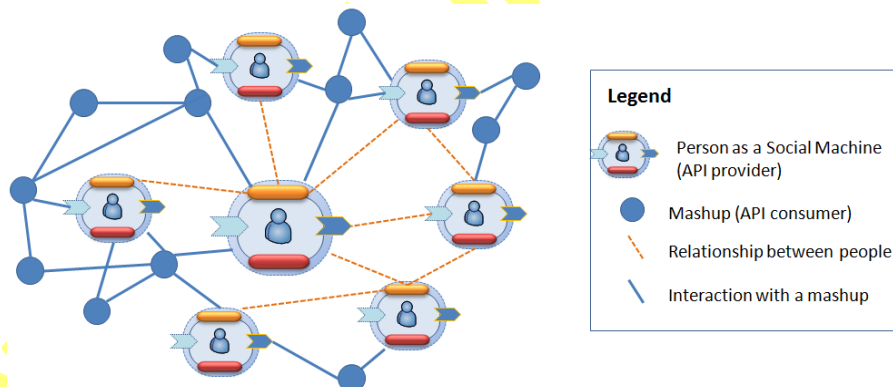 Legend
Person as a Social Machine
(API provider)
Mashup (API consumer)
Relationship between people
Interaction with a mashup